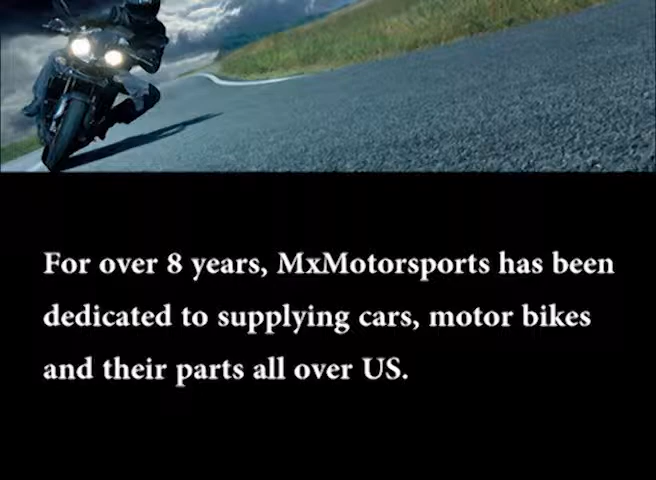 For over 8 years, MxMotorsports has been
dedicated to supplying cars, motor bikes
and their parts all over US.